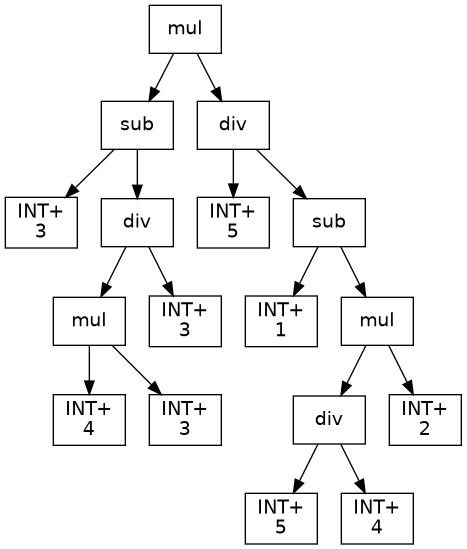 mul
sub
div
INT+
3
div
INT+
5
sub
mul
INT+
3
INT+
1
mul
INT+
4
INT+
3
div
INT+
2
INT+
5
INT+
4